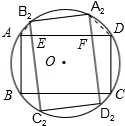 B₂ A₂
A E F D
O
B C
C₂ D₂